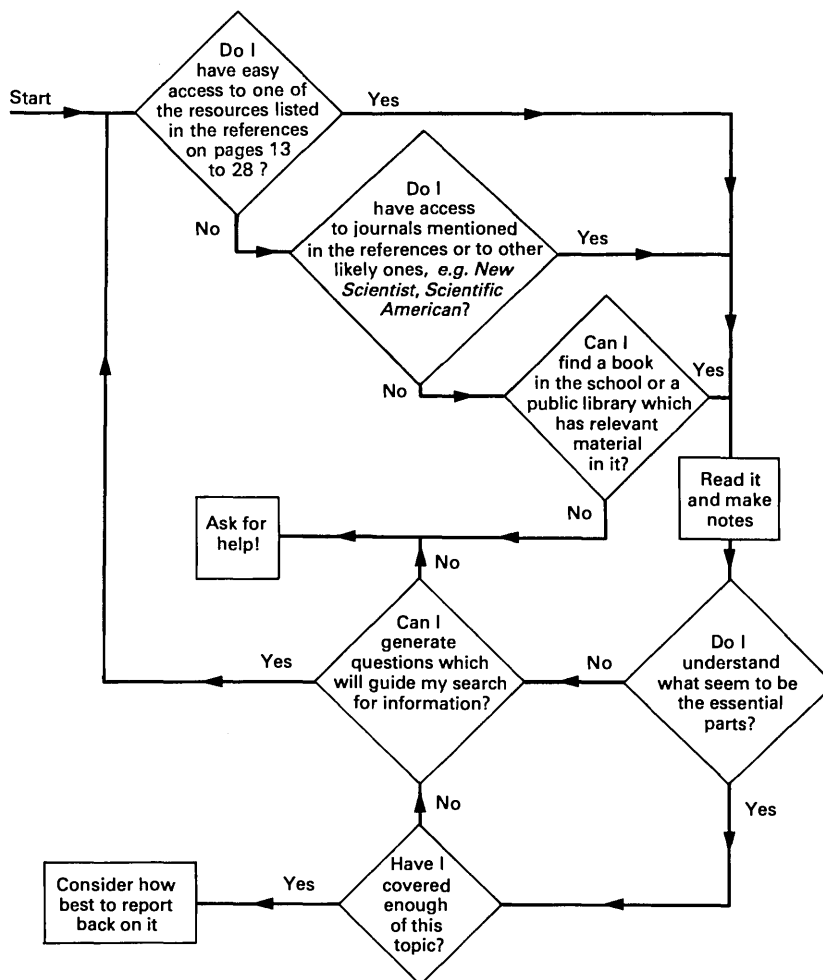 Start
Do I
have easy
access to one of
the resources listed
in the references
on pages 13
to 28 ?
Yes
No
Do I
have access
to journals mentioned
in the references or to other
likely ones, e.g. New
Scientist, Scientific
American?
Yes
No
Can I
find a book
in the school or a
public library which
has relevant
material
in it?
Yes
No
Read it
and make
notes
Ask for
help!
No
Can I
generate
questions which
will guide my search
for information?
Yes
No
Do I
understand
what seem to be
the essential
parts?
Yes
No
Have I
covered
enough
of this
topic?
Yes
Consider how
best to report
back on it